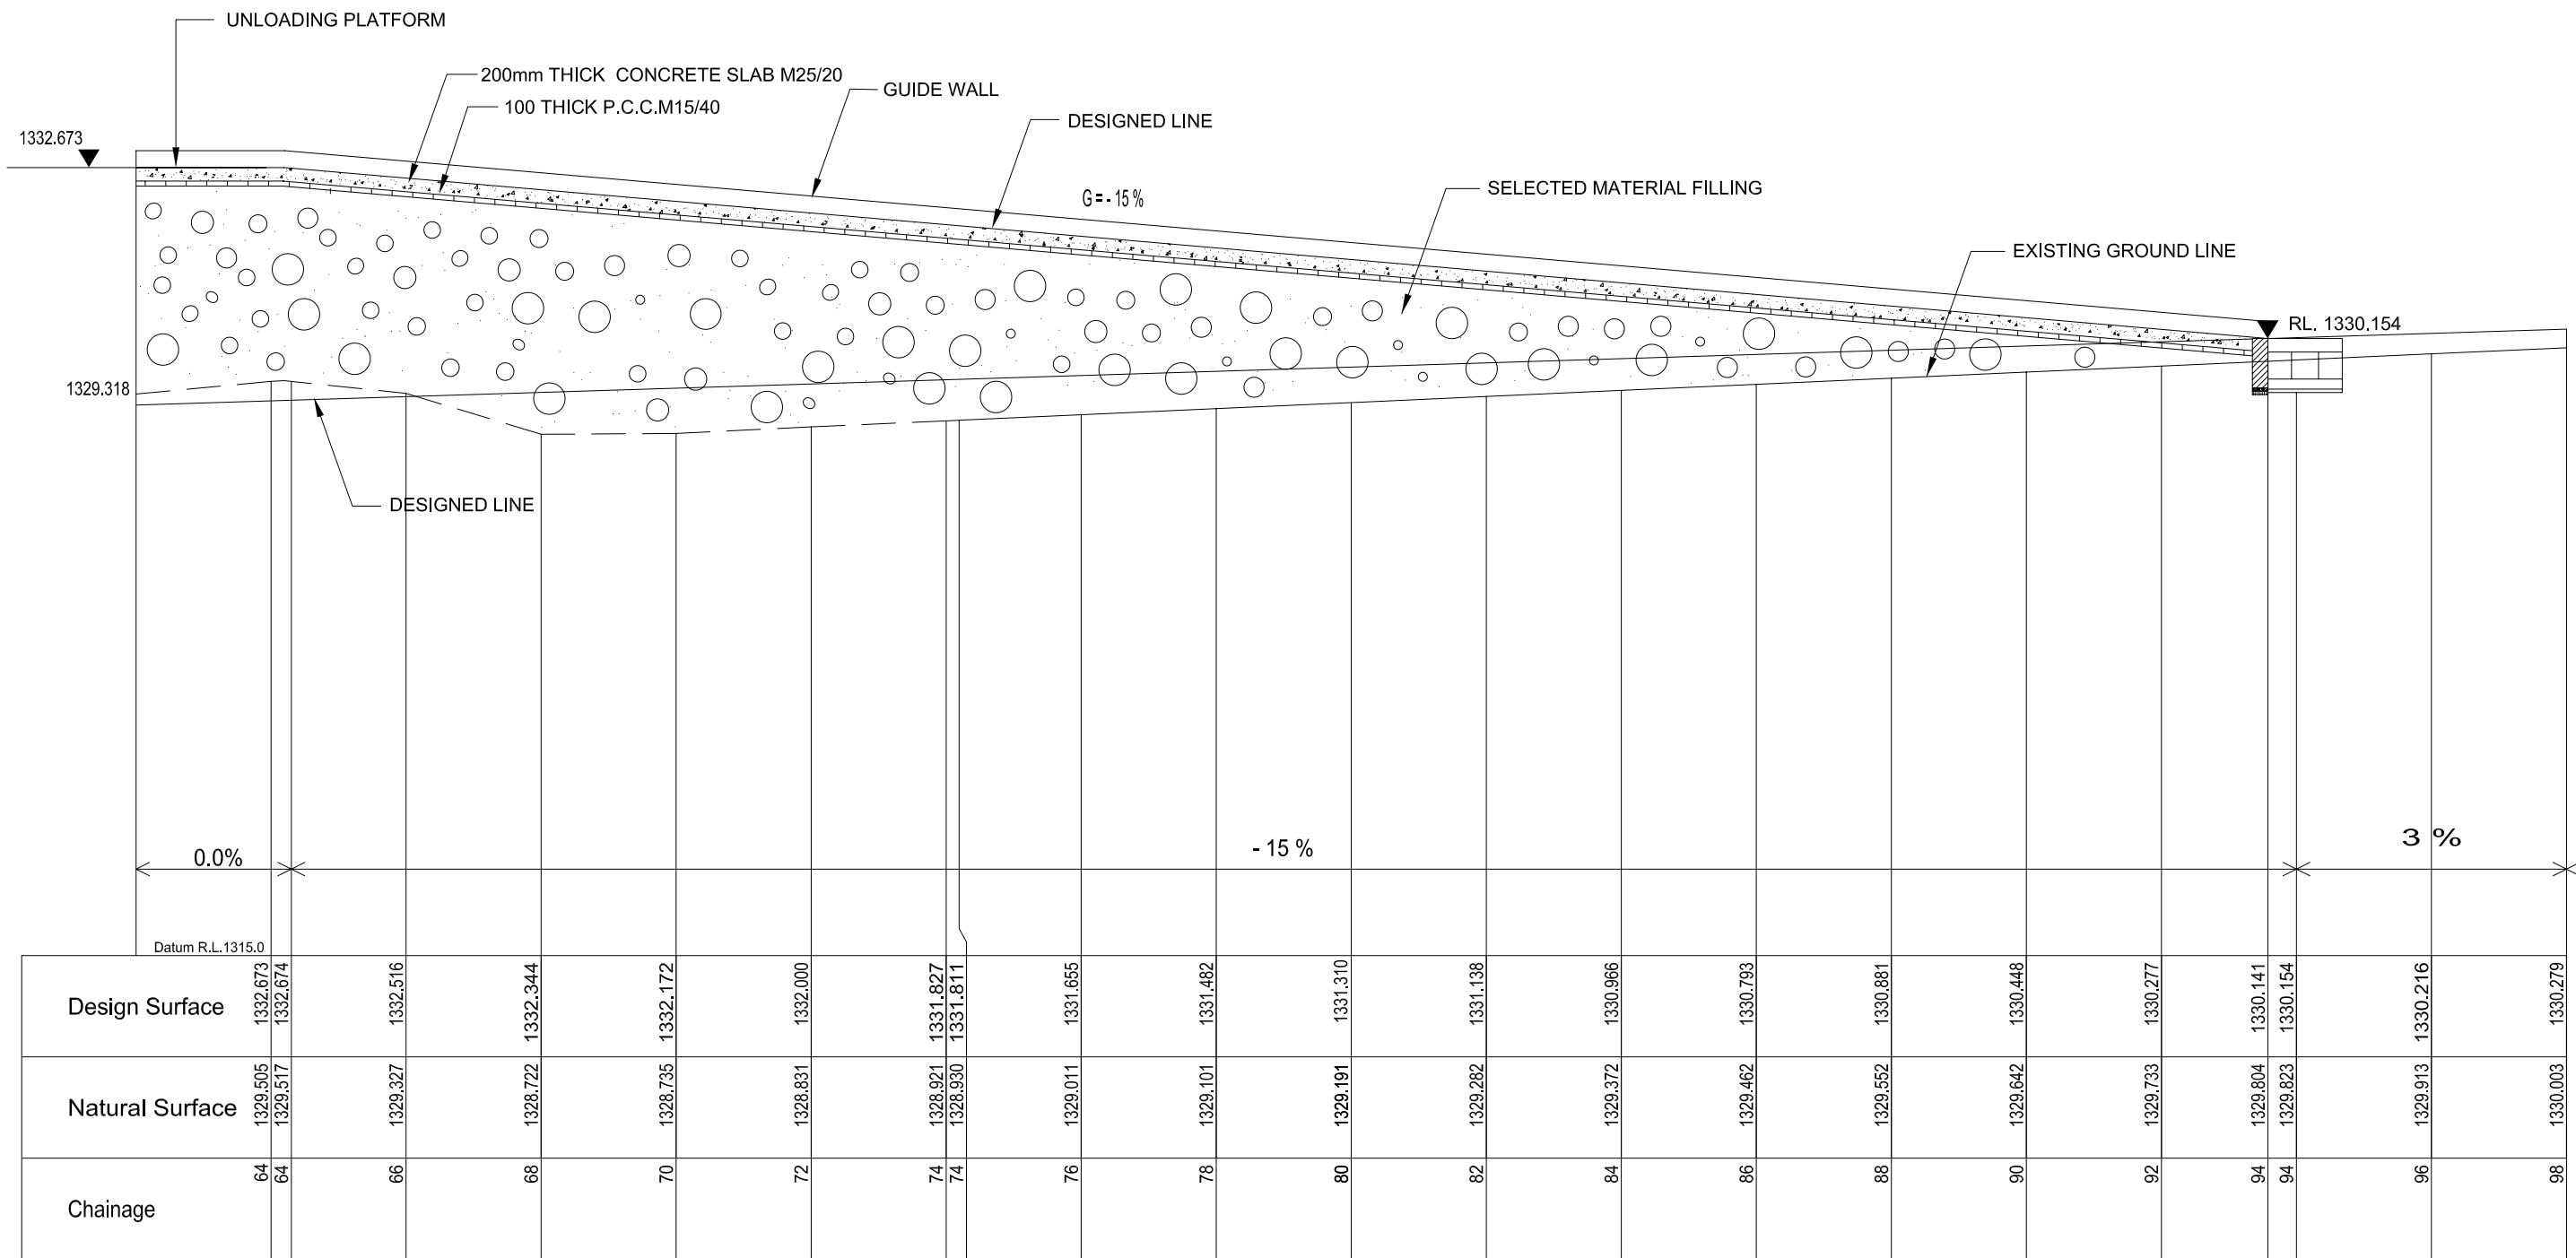 UNLOADING PLATFORM
200mm THICK CONCRETE SLAB M25/20
100 THICK P.C.C.M15/40
GUIDE WALL
DESIGNED LINE
1332.673
G = - 15 %
SELECTED MATERIAL FILLING
EXISTING GROUND LINE
RL. 1330.154
1329.318
DESIGNED LINE
0.0%
- 15 %
3 %
Datum R.L.1315.0
Design Surface 1332.673 1332.674 1332.516 1332.344 1332.172 1332.000 1331.827 1331.811 1331.655 1331.482 1331.310 1331.138 1330.966 1330.793 1330.881 1330.448 1330.277 1330.141 1330.154 1330.216 1330.279
Natural Surface 1329.505 1329.517 1329.327 1328.722 1328.735 1328.831 1328.921 1328.930 1329.011 1329.101 1329.191 1329.282 1329.372 1329.462 1329.552 1329.642 1329.733 1329.804 1329.823 1329.913 1330.003
Chainage 64 64 66 68 70 72 74 74 76 78 80 82 84 86 88 90 92 94 94 96 98